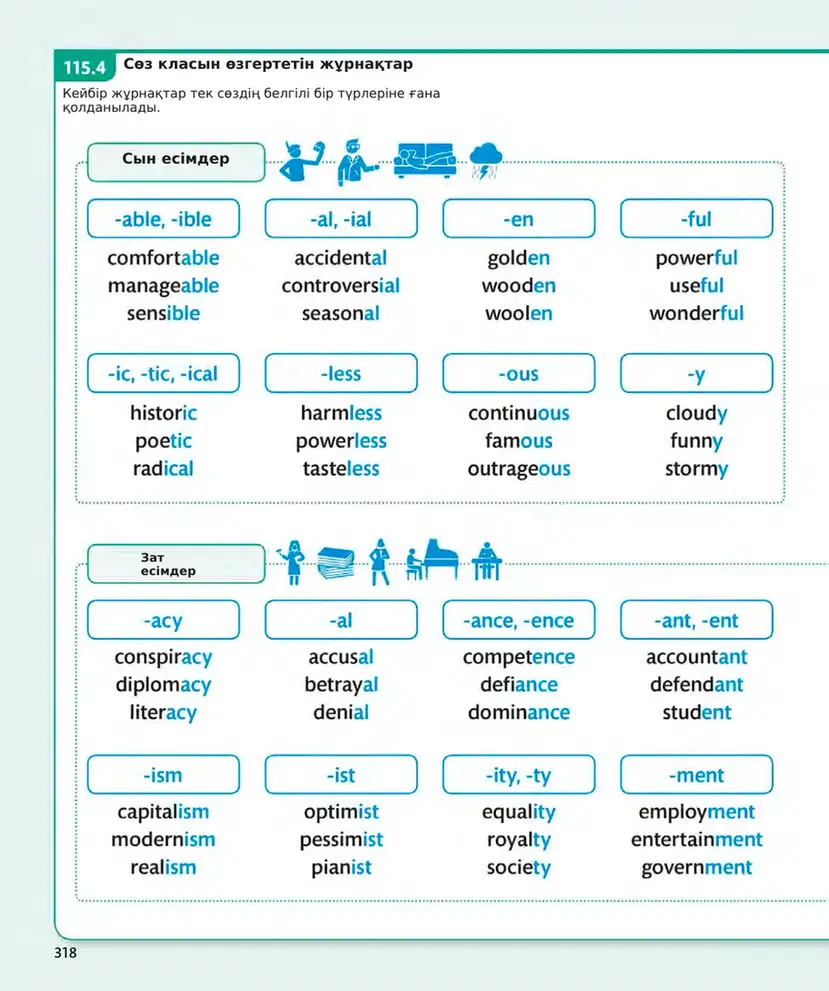 115.4 Сөз класын өзгертетін жұрнақтар
Кейбір жұрнақтар тек сөздің белгілі бір түрлеріне ғана
қолданылады.
Сын есімдер
-able, -ible -al, -ial -en -ful
comfortable accidental golden powerful
manageable controversial wooden useful
sensible seasonal woolen wonderful
-ic, -tic, -ical -less -ous -y
historic harmless continuous cloudy
poetic powerless famous funny
radical tasteless outrageous stormy
Зат
есімдер
-acy -al -ance, -ence -ant, -ent
conspiracy accusal competence accountant
diplomacy betrayal defiance defendant
literacy denial dominance student
-ism -ist -ity, -ty -ment
capitalism optimist equality employment
modernism pessimist royalty entertainment
realism pianist society government
318